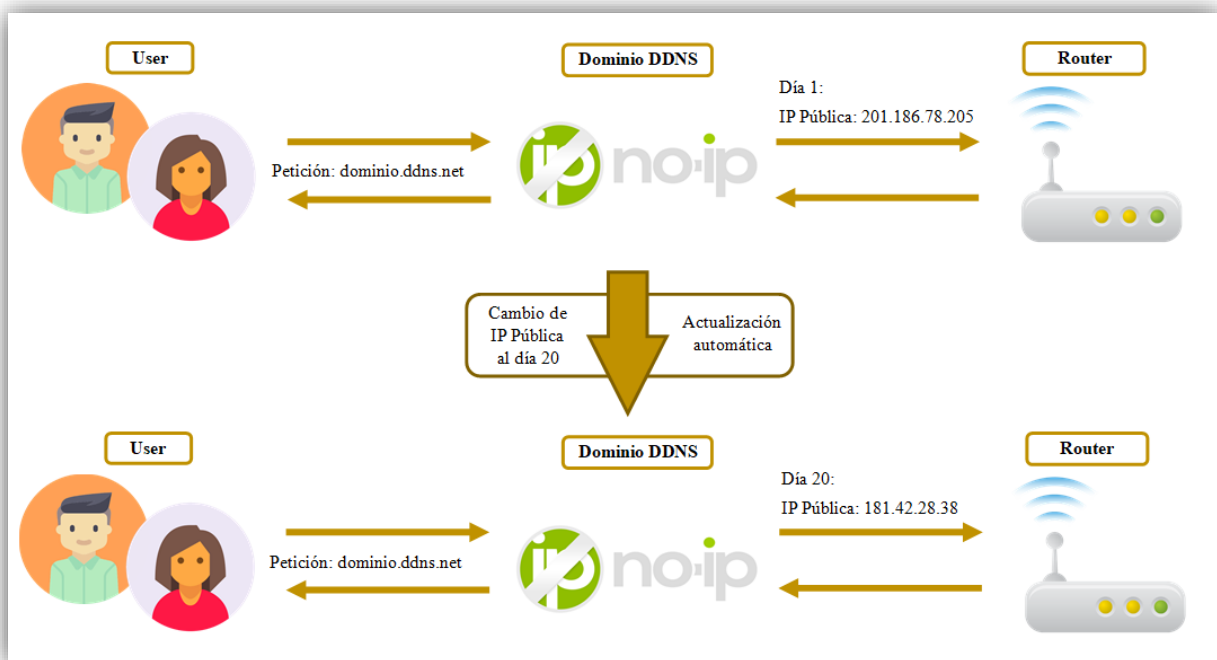 User
Dominio DDNS
Router
Día 1:
IP Pública: 201.186.78.205
Petición: dominio.ddns.net
ip
no·ip
Cambio de
IP Pública
al día 20
Actualización
automática
User
Dominio DDNS
Router
Día 20:
IP Pública: 181.42.28.38
Petición: dominio.ddns.net
ip
no·ip